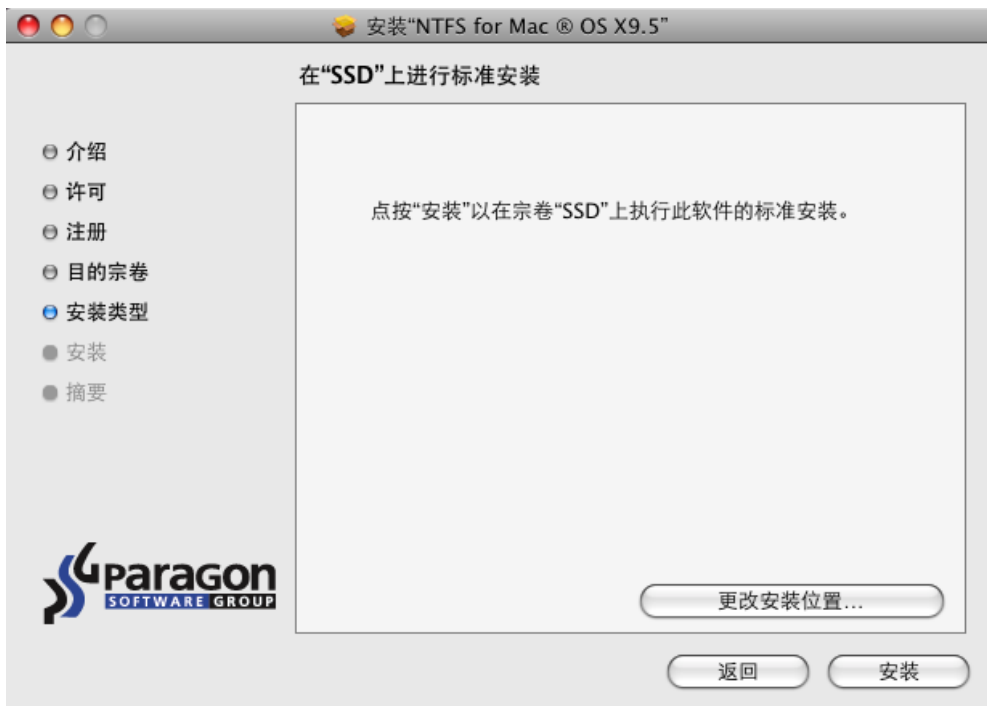 安装“NTFS for Mac ® OS X9.5”
在“SSD”上进行标准安装
介绍
许可
注册
目的宗卷
安装类型
安装
摘要
点按“安装”以在宗卷“SSD”上执行此软件的标准安装。
paragon
SOFTWARE GROUP
更改安装位置...
返回
安装